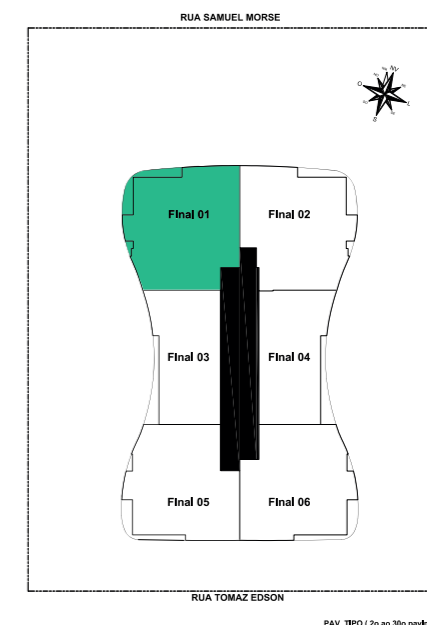 RUA SAMUEL MORSE
NV
O
L
S
FInal 01
FInal 02
FInal 03
FInal 04
FInal 05
FInal 06
RUA TOMAZ EDSON
PAV. TIPO ( 2o ao 30o pavi